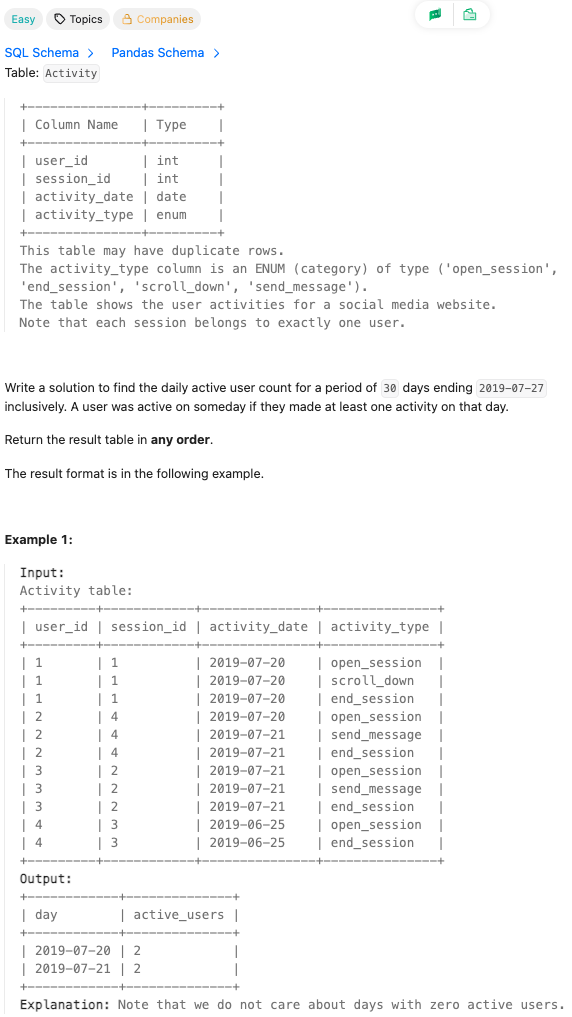 Easy Topics Companies
SQL Schema > Pandas Schema >
Table: Activity
+---------------+---------+
| Column Name   | Type    |
+---------------+---------+
| user_id       | int     |
| session_id    | int     |
| activity_date | date    |
| activity_type | enum    |
+---------------+---------+
This table may have duplicate rows.
The activity_type column is an ENUM (category) of type ('open_session',
'end_session', 'scroll_down', 'send_message').
The table shows the user activities for a social media website.
Note that each session belongs to exactly one user.
Write a solution to find the daily active user count for a period of 30 days ending 2019-07-27
inclusively. A user was active on someday if they made at least one activity on that day.
Return the result table in any order.
The result format is in the following example.
Example 1:
Input:
Activity table:
+---------+------------+---------------+---------------+
| user_id | session_id | activity_date | activity_type |
+---------+------------+---------------+---------------+
| 1       | 1          | 2019-07-20    | open_session  |
| 1       | 1          | 2019-07-20    | scroll_down   |
| 1       | 1          | 2019-07-20    | end_session   |
| 2       | 4          | 2019-07-20    | open_session  |
| 2       | 4          | 2019-07-21    | send_message  |
| 2       | 4          | 2019-07-21    | end_session   |
| 3       | 2          | 2019-07-21    | open_session  |
| 3       | 2          | 2019-07-21    | send_message  |
| 3       | 2          | 2019-07-21    | end_session   |
| 4       | 3          | 2019-06-25    | open_session  |
| 4       | 3          | 2019-06-25    | end_session   |
+---------+------------+---------------+---------------+
Output:
+------------+--------------+
| day        | active_users |
+------------+--------------+
| 2019-07-20 | 2            |
| 2019-07-21 | 2            |
+------------+--------------+
Explanation: Note that we do not care about days with zero active users.